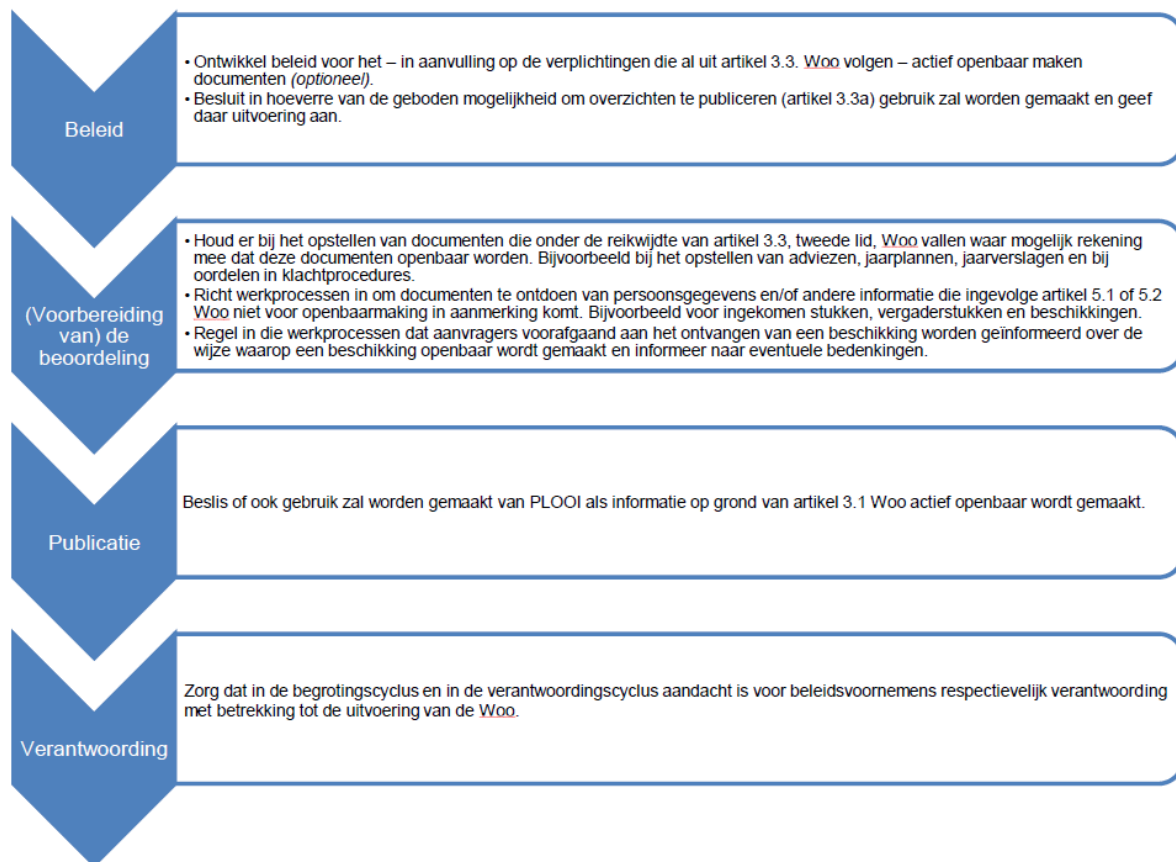 Beleid
• Ontwikkel beleid voor het – in aanvulling op de verplichtingen die al uit artikel 3.3. Woo volgen – actief openbaar maken
documenten (optioneel).
• Besluit in hoeverre van de geboden mogelijkheid om overzichten te publiceren (artikel 3.3a) gebruik zal worden gemaakt en geef
daar uitvoering aan.
(Voorbereiding
van) de
beoordeling
• Houd er bij het opstellen van documenten die onder de reikwijdte van artikel 3.3, tweede lid, Woo vallen waar mogelijk rekening
mee dat deze documenten openbaar worden. Bijvoorbeeld bij het opstellen van adviezen, jaarplannen, jaarverslagen en bij
oordelen in klachtprocedures.
• Richt werkprocessen in om documenten te ontdoen van persoonsgegevens en/of andere informatie die ingevolge artikel 5.1 of 5.2
Woo niet voor openbaarmaking in aanmerking komt. Bijvoorbeeld voor ingekomen stukken, vergaderstukken en beschikkingen.
• Regel in die werkprocessen dat aanvragers voorafgaand aan het ontvangen van een beschikking worden geïnformeerd over de
wijze waarop een beschikking openbaar wordt gemaakt en informeer naar eventuele bedenkingen.
Publicatie
Beslis of ook gebruik zal worden gemaakt van PLOOI als informatie op grond van artikel 3.1 Woo actief openbaar wordt gemaakt.
Verantwoording
Zorg dat in de begrotingscyclus en in de verantwoordingscyclus aandacht is voor beleidsvoornemens respectievelijk verantwoording
met betrekking tot de uitvoering van de Woo.